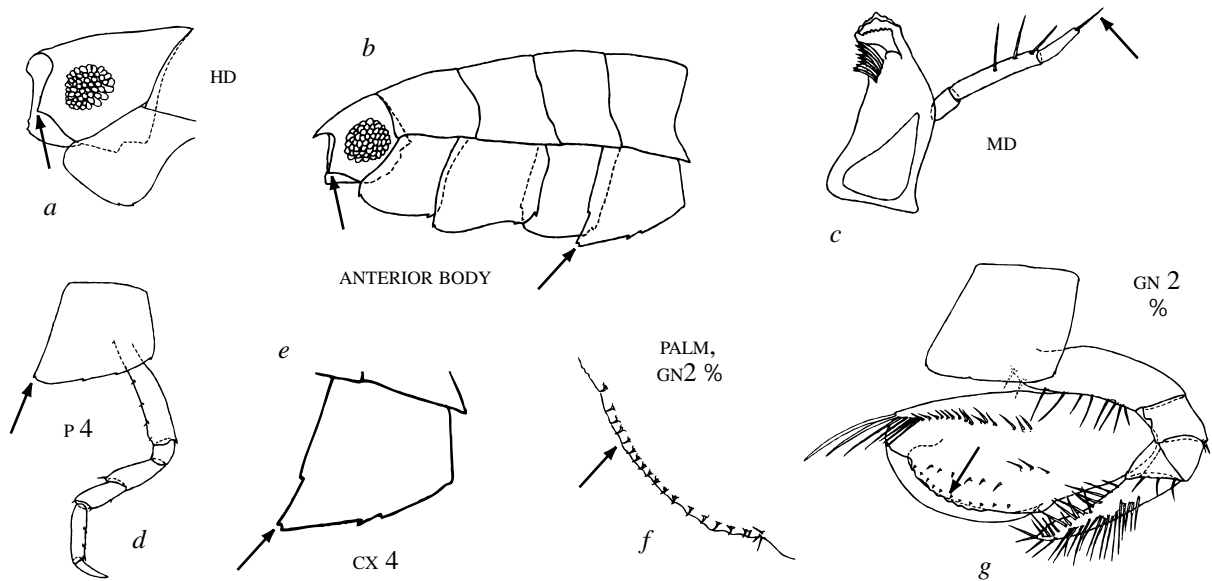 a
HD
b
ANTERIOR BODY
c
MD
P 4
d
e
CX 4
PALM,
GN2 %
f
GN 2
%
g